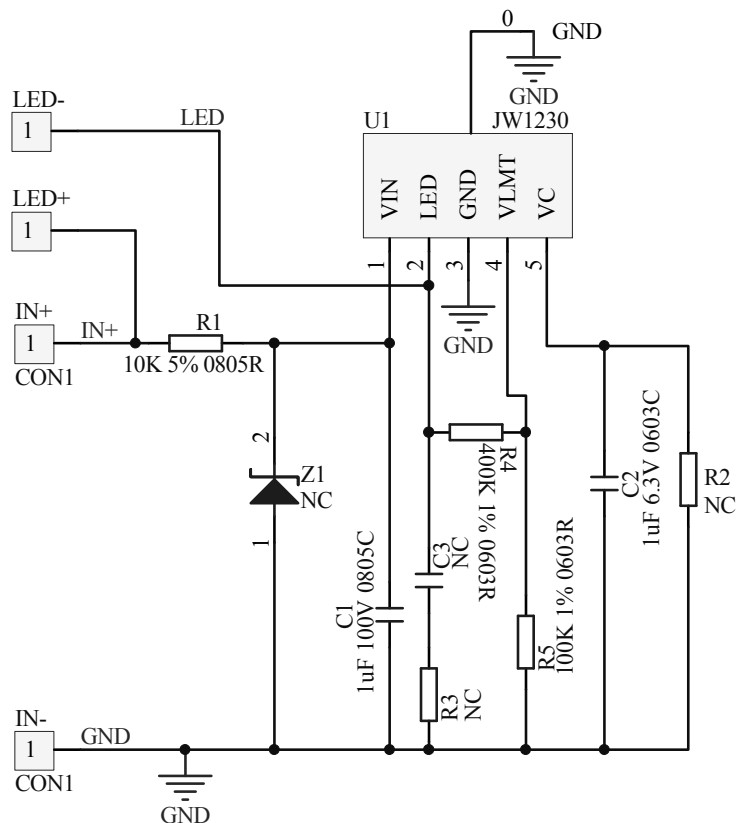 0
GND
GND
LED-
1
LED
U1
JW1230
VIN
LED
GND
VLMT
VC
LED+
1
1
2
3
4
5
GND
IN+
1
IN+
CON1
R1
10K 5% 0805R
2
Z1
NC
1
R4
400K 1% 0603R
C2
1uF 6.3V 0603C
R2
NC
C3
NC
C1
1uF 100V 0805C
R5
100K 1% 0603R
R3
NC
IN-
1
GND
CON1
GND